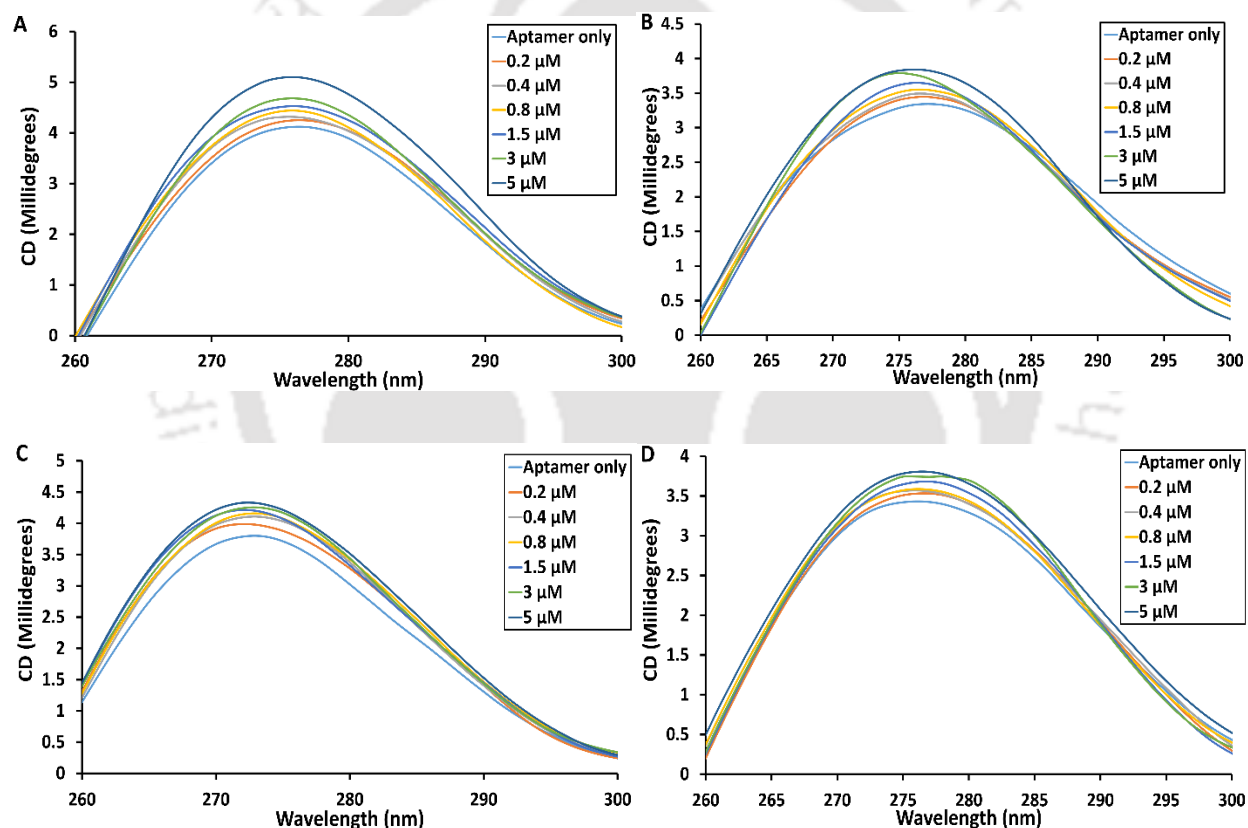 A
CD (Millidegrees)
6
5
4
3
2
1
0
260
270
280
290
300
Wavelength (nm)
Aptamer only
0.2 µM
0.4 µM
0.8 µM
1.5 µM
3 µM
5 µM
B
CD (Millidegrees)
4.5
4
3.5
3
2.5
2
1.5
1
0.5
0
260
265
270
275
280
285
290
295
300
Wavelength (nm)
Aptamer only
0.2 µM
0.4 µM
0.8 µM
1.5 µM
3 µM
5 µM
C
CD (Millidegrees)
5
4.5
4
3.5
3
2.5
2
1.5
1
0.5
0
260
270
280
290
300
Wavelength (nm)
Aptamer only
0.2 µM
0.4 µM
0.8 µM
1.5 µM
3 µM
5 µM
D
CD (Millidegrees)
4
3.5
3
2.5
2
1.5
1
0.5
0
260
265
270
275
280
285
290
295
300
Wavelength (nm)
Aptamer only
0.2 µM
0.4 µM
0.8 µM
1.5 µM
3 µM
5 µM